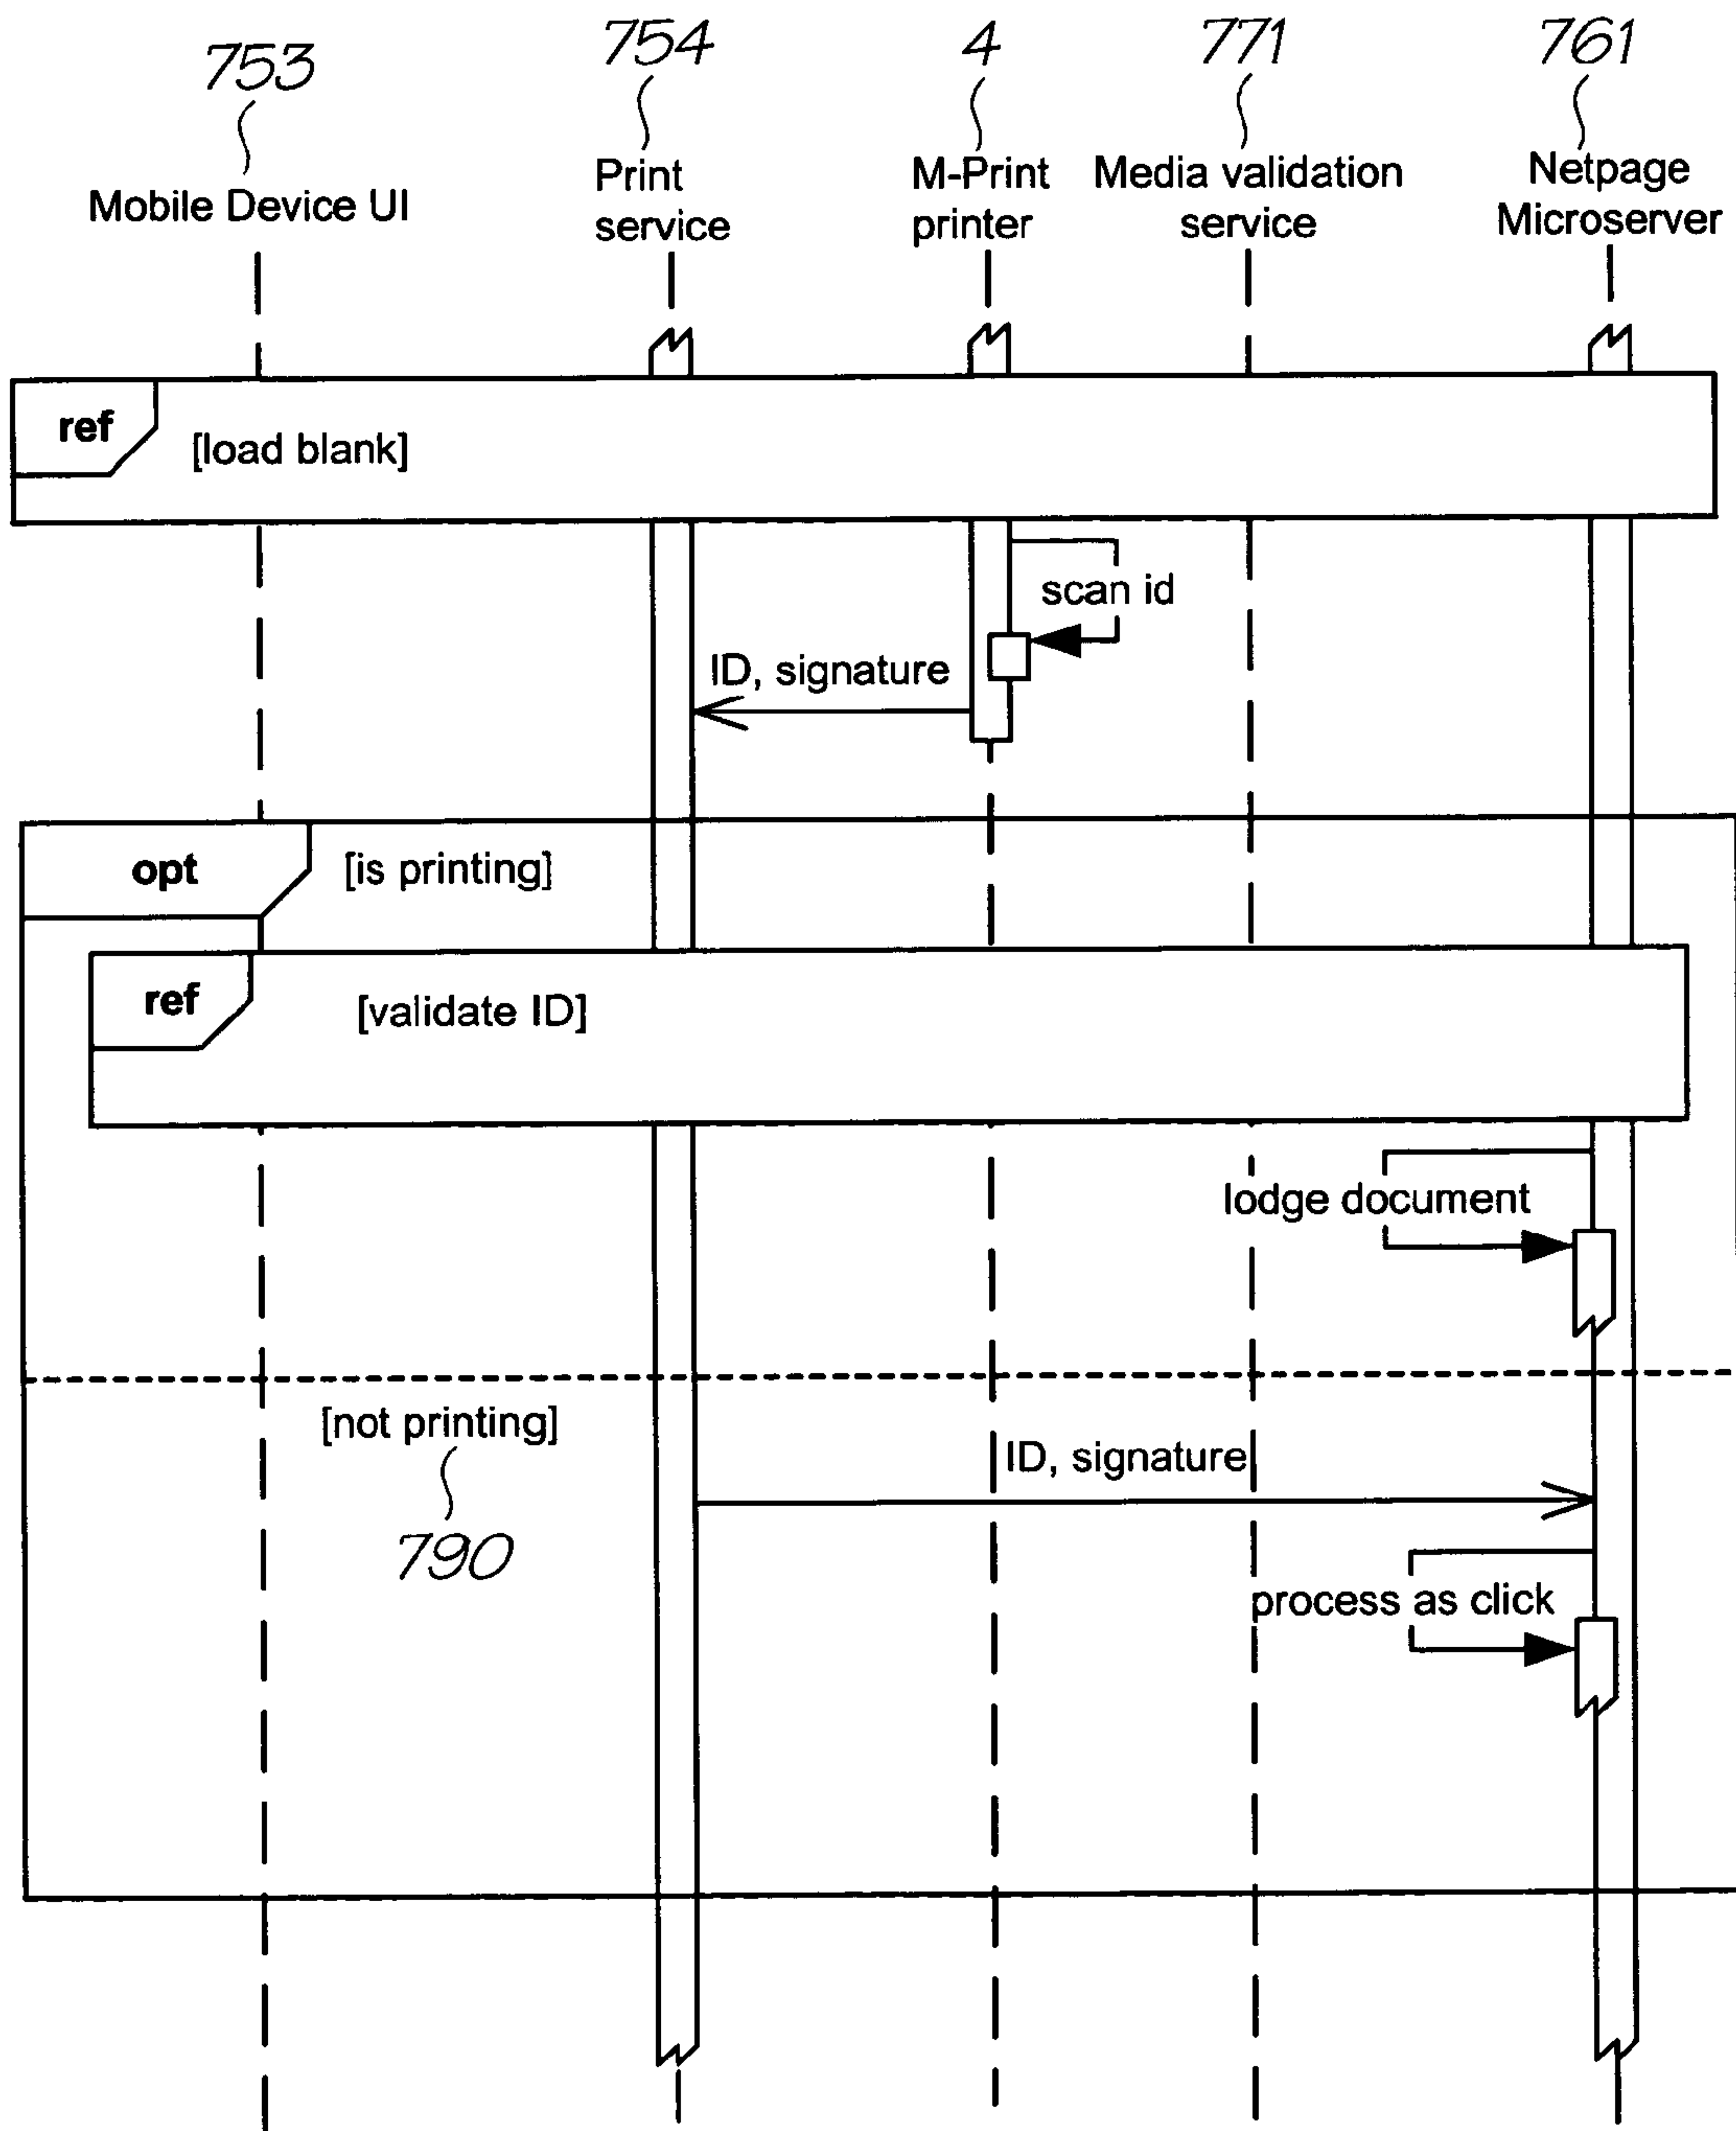 753
754
4
771
761
Mobile Device UI
Print
service
M-Print
printer
Media validation
service
Netpage
Microserver
ref
[load blank]
scan id
ID, signature
opt
[is printing]
ref
[validate ID]
lodge document
[not printing]
790
ID, signature
process as click